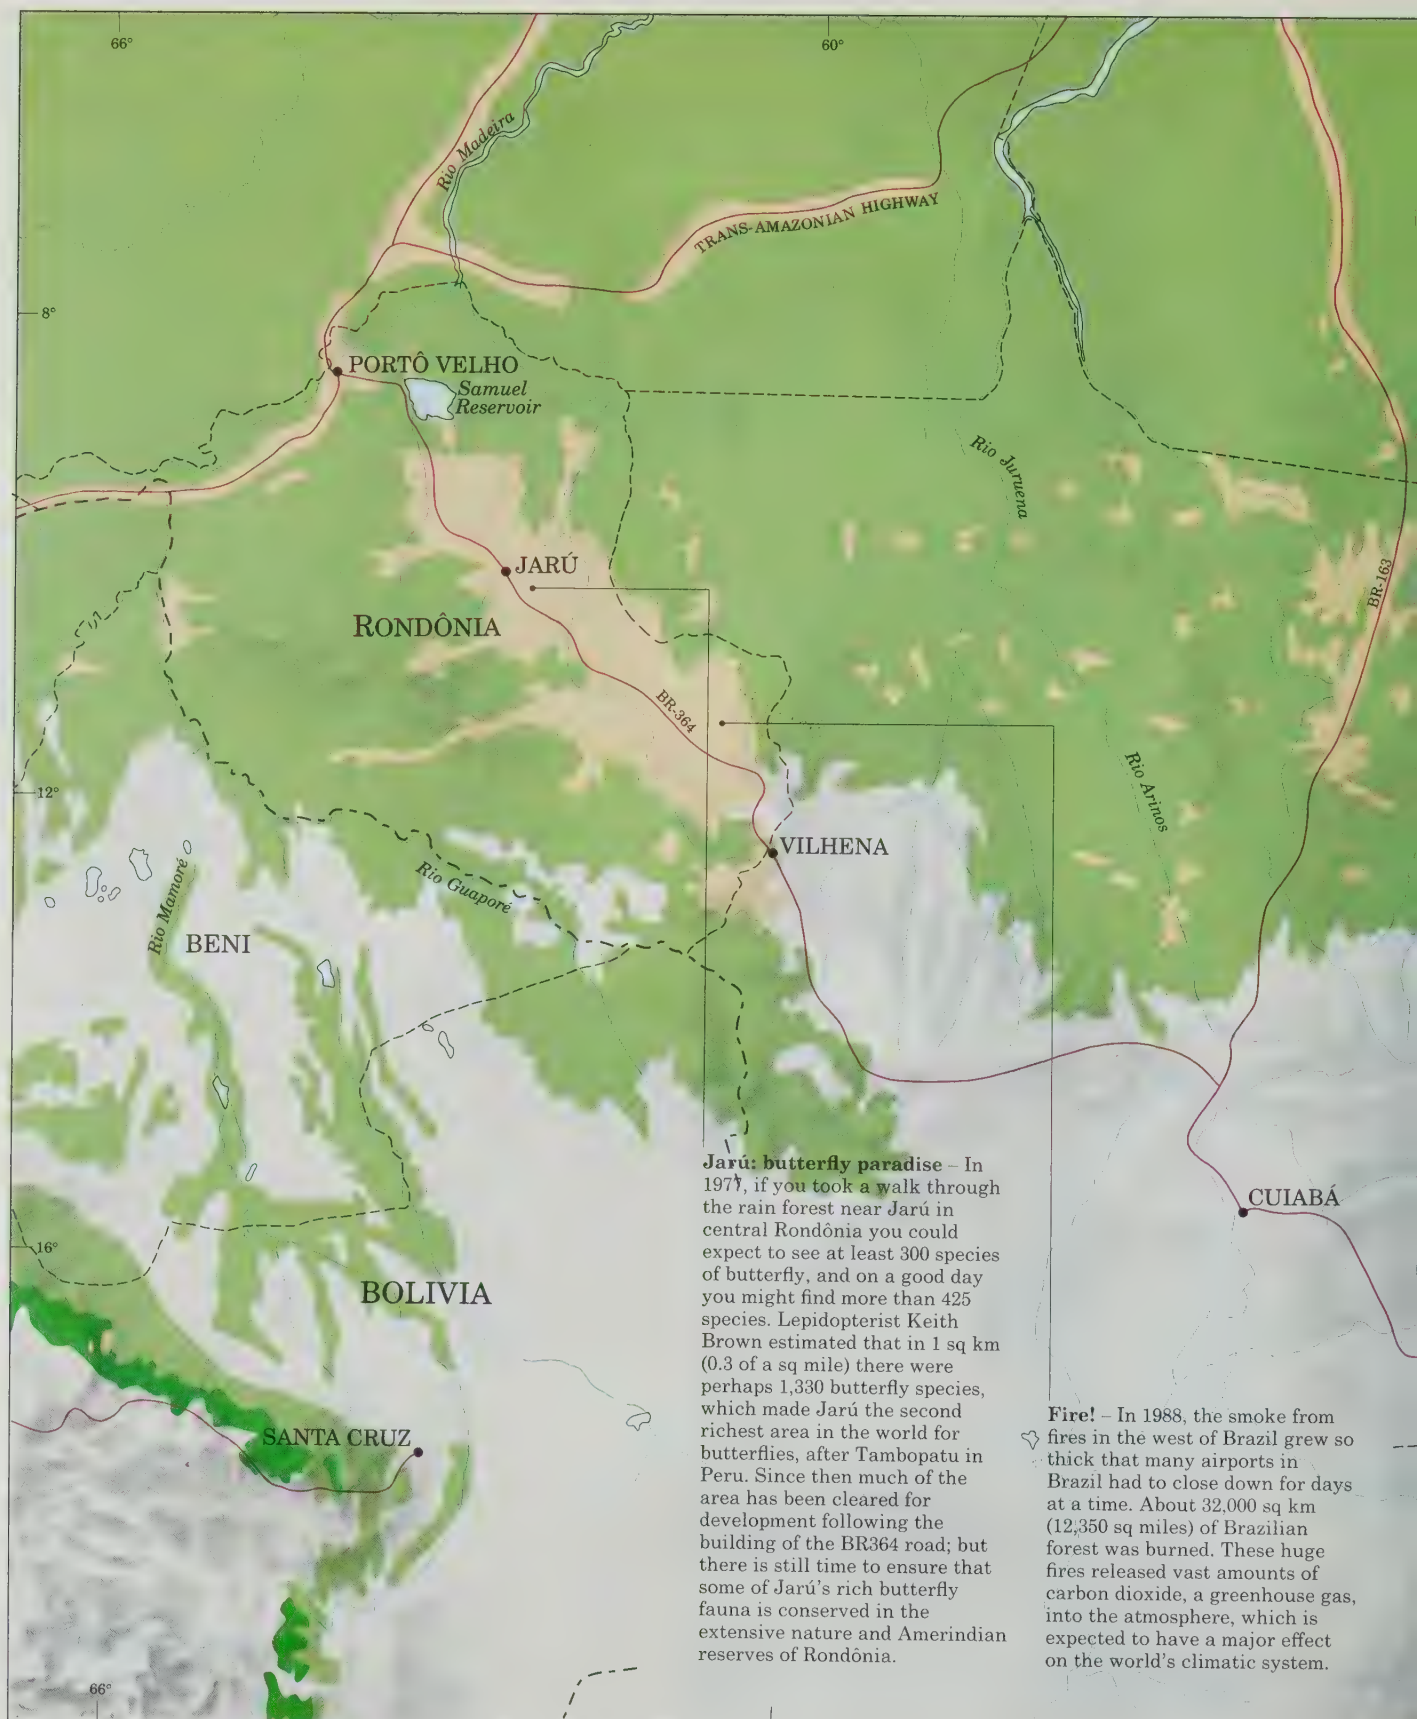 66°
60°
Rio Madeira
TRANS-AMAZONIAN HIGHWAY
8°
PORTÔ VELHO
Samuel
Reservoir
Rio Juruena
JARÚ
BR-163
RONDÔNIA
BR-364
Rio Arinos
12°
VILHENA
Rio Guaporé
Rio Mamoré
BENI
Jarú: butterfly paradise – In
1977, if you took a walk through
the rain forest near Jarú in
central Rondônia you could
expect to see at least 300 species
of butterfly, and on a good day
you might find more than 425
species. Lepidopterist Keith
Brown estimated that in 1 sq km
(0.3 of a sq mile) there were
perhaps 1,330 butterfly species,
which made Jarú the second
richest area in the world for
butterflies, after Tambopatu in
Peru. Since then much of the
area has been cleared for
development following the
building of the BR364 road; but
there is still time to ensure that
some of Jarú's rich butterfly
fauna is conserved in the
extensive nature and Amerindian
reserves of Rondônia.
CUIABÁ
16°
BOLIVIA
SANTA CRUZ
Fire! – In 1988, the smoke from
fires in the west of Brazil grew so
thick that many airports in
Brazil had to close down for days
at a time. About 32,000 sq km
(12,350 sq miles) of Brazilian
forest was burned. These huge
fires released vast amounts of
carbon dioxide, a greenhouse gas,
into the atmosphere, which is
expected to have a major effect
on the world's climatic system.
66°